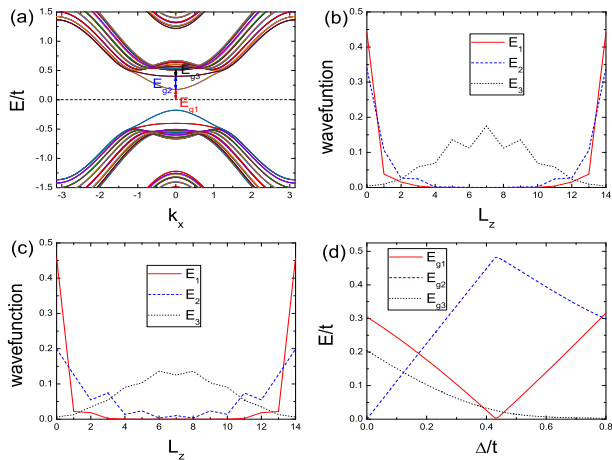 (a)
E/t
1.5
1.0
0.5
0.0
-0.5
-1.0
-1.5
E_g3
E_g2
E_g1
-3 -2 -1 0 1 2 3
k_x
(b)
wavefuntion
0.5
0.4
0.3
0.2
0.1
0.0
E_1
E_2
E_3
0 2 4 6 8 10 12 14
L_z
(c)
wavefunction
0.5
0.4
0.3
0.2
0.1
0.0
E_1
E_2
E_3
0 2 4 6 8 10 12 14
L_z
(d)
E/t
0.5
0.4
0.3
0.2
0.1
0.0
E_g1
E_g2
E_g3
0.0 0.2 0.4 0.6 0.8
Δ/t